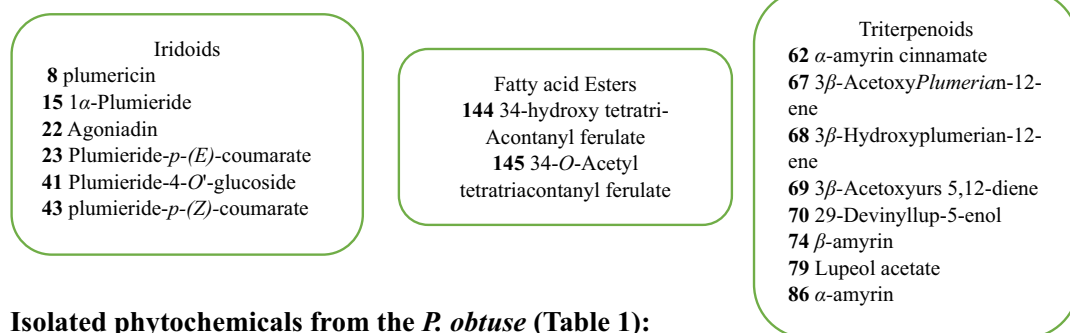 Iridoids
8 plumericin
15 1α-Plumieride
22 Agoniadin
23 Plumieride-p-(E)-coumarate
41 Plumieride-4-O'-glucoside
43 plumieride-p-(Z)-coumarate
Fatty acid Esters
144 34-hydroxy tetratri-
Acontanyl ferulate
145 34-O-Acetyl
tetratriacontanyl ferulate
Triterpenoids
62 α-amyrin cinnamate
67 3β-AcetoxyPlumerian-12-
ene
68 3β-Hydroxyplumerian-12-
ene
69 3β-Acetoxyurs 5,12-diene
70 29-Devinyllup-5-enol
74 β-amyrin
79 Lupeol acetate
86 α-amyrin
Isolated phytochemicals from the P. obtuse (Table 1):